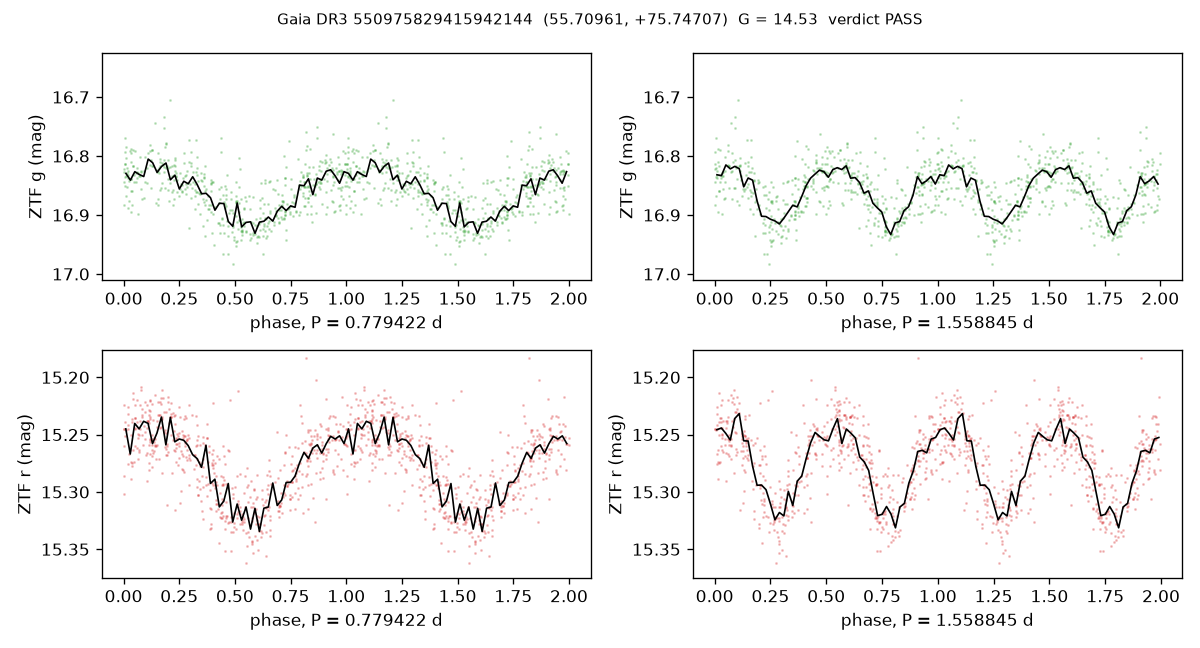 Gaia DR3 550975829415942144  (55.70961, +75.74707)  G = 14.53  verdict PASS
ZTF g (mag)
16.7
16.8
16.9
17.0
0.00 0.25 0.50 0.75 1.00 1.25 1.50 1.75 2.00
phase, P = 0.779422 d
ZTF g (mag)
16.7
16.8
16.9
17.0
0.00 0.25 0.50 0.75 1.00 1.25 1.50 1.75 2.00
phase, P = 1.558845 d
ZTF r (mag)
15.20
15.25
15.30
15.35
0.00 0.25 0.50 0.75 1.00 1.25 1.50 1.75 2.00
phase, P = 0.779422 d
ZTF r (mag)
15.20
15.25
15.30
15.35
0.00 0.25 0.50 0.75 1.00 1.25 1.50 1.75 2.00
phase, P = 1.558845 d